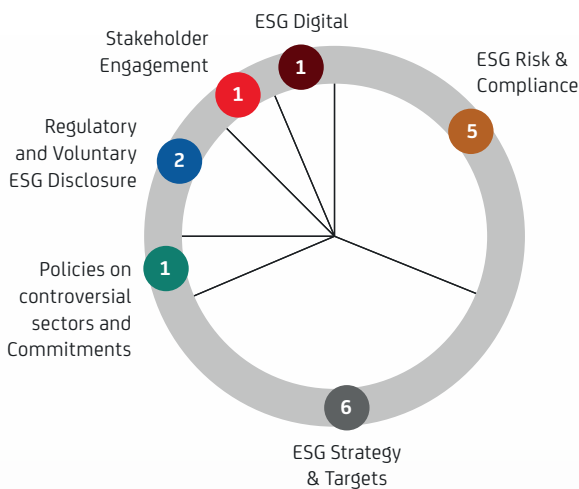 ESG Digital
1
Stakeholder
Engagement
1
ESG Risk &
Compliance
5
Regulatory
and Voluntary
ESG Disclosure
2
Policies on
controversial
sectors and
Commitments
1
6
ESG Strategy
& Targets